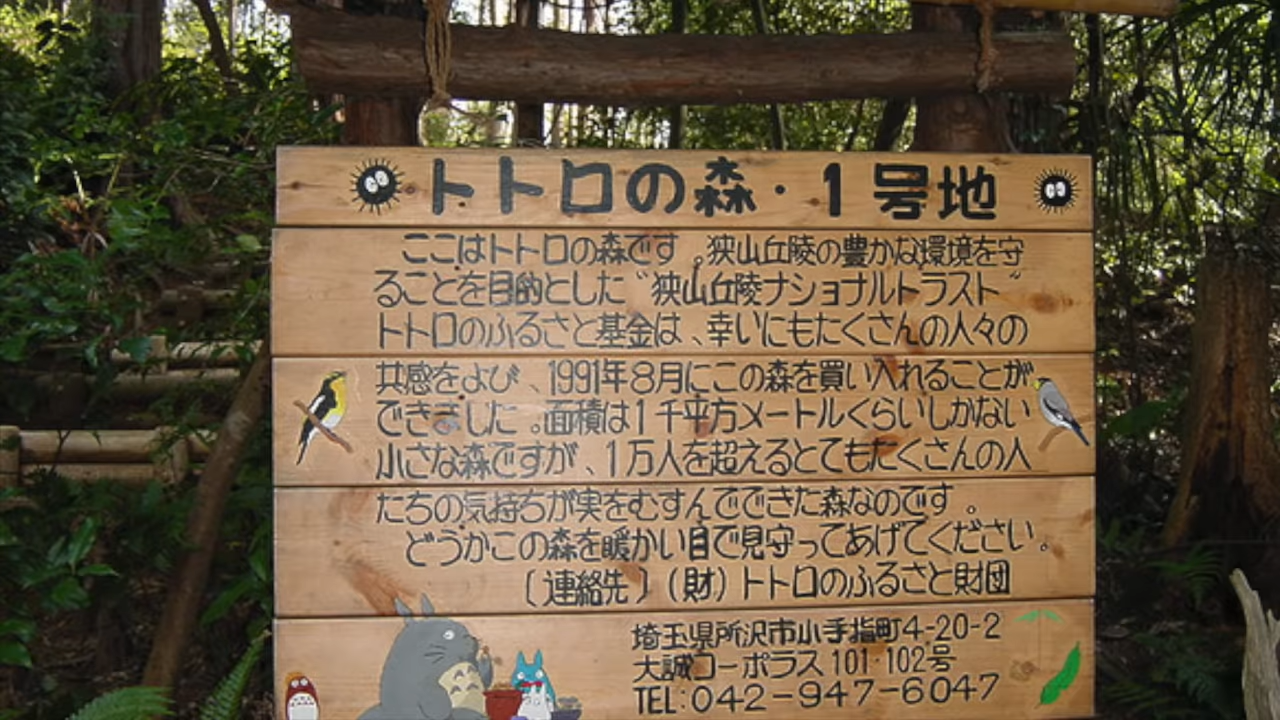 トトロの森・1号地
ここはトトロの森です。狭山丘陵の豊かな環境を守
ることを目的とした“狭山丘陵ナショナルトラスト”
トトロのふるさと基金は、幸いにもたくさんの人々の
共感をよび、1991年8月にこの森を買い入れることが
できました。面積は1千平方メートルくらいしかない
小さな森ですが、1万人を超えるとてもたくさんの人
たちの気持ちが実をむすんでできた森なのです。
どうかこの森を暖かい目で見守ってあげてください。
〔連絡先〕(財)トトロのふるさと財団
埼玉県所沢市小手指町4-20-2
大誠コーポラス101・102号
TEL:042-947-6047